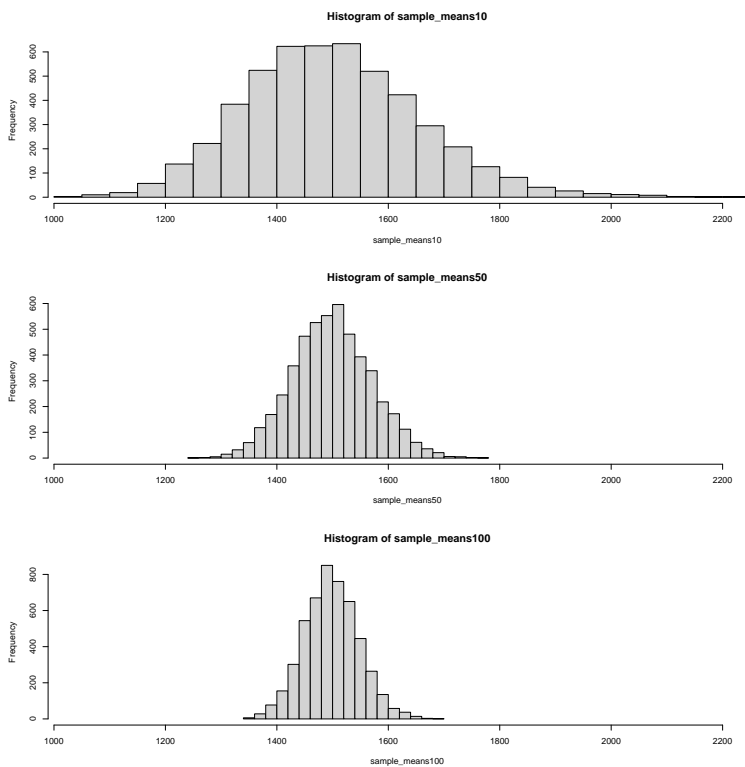 Histogram of sample_means10
Frequency
0 100 200 300 400 500 600
1000 1200 1400 1600 1800 2000 2200
sample_means10
Histogram of sample_means50
Frequency
0 100 200 300 400 500 600
1000 1200 1400 1600 1800 2000 2200
sample_means50
Histogram of sample_means100
Frequency
0 200 400 600 800
1000 1200 1400 1600 1800 2000 2200
sample_means100